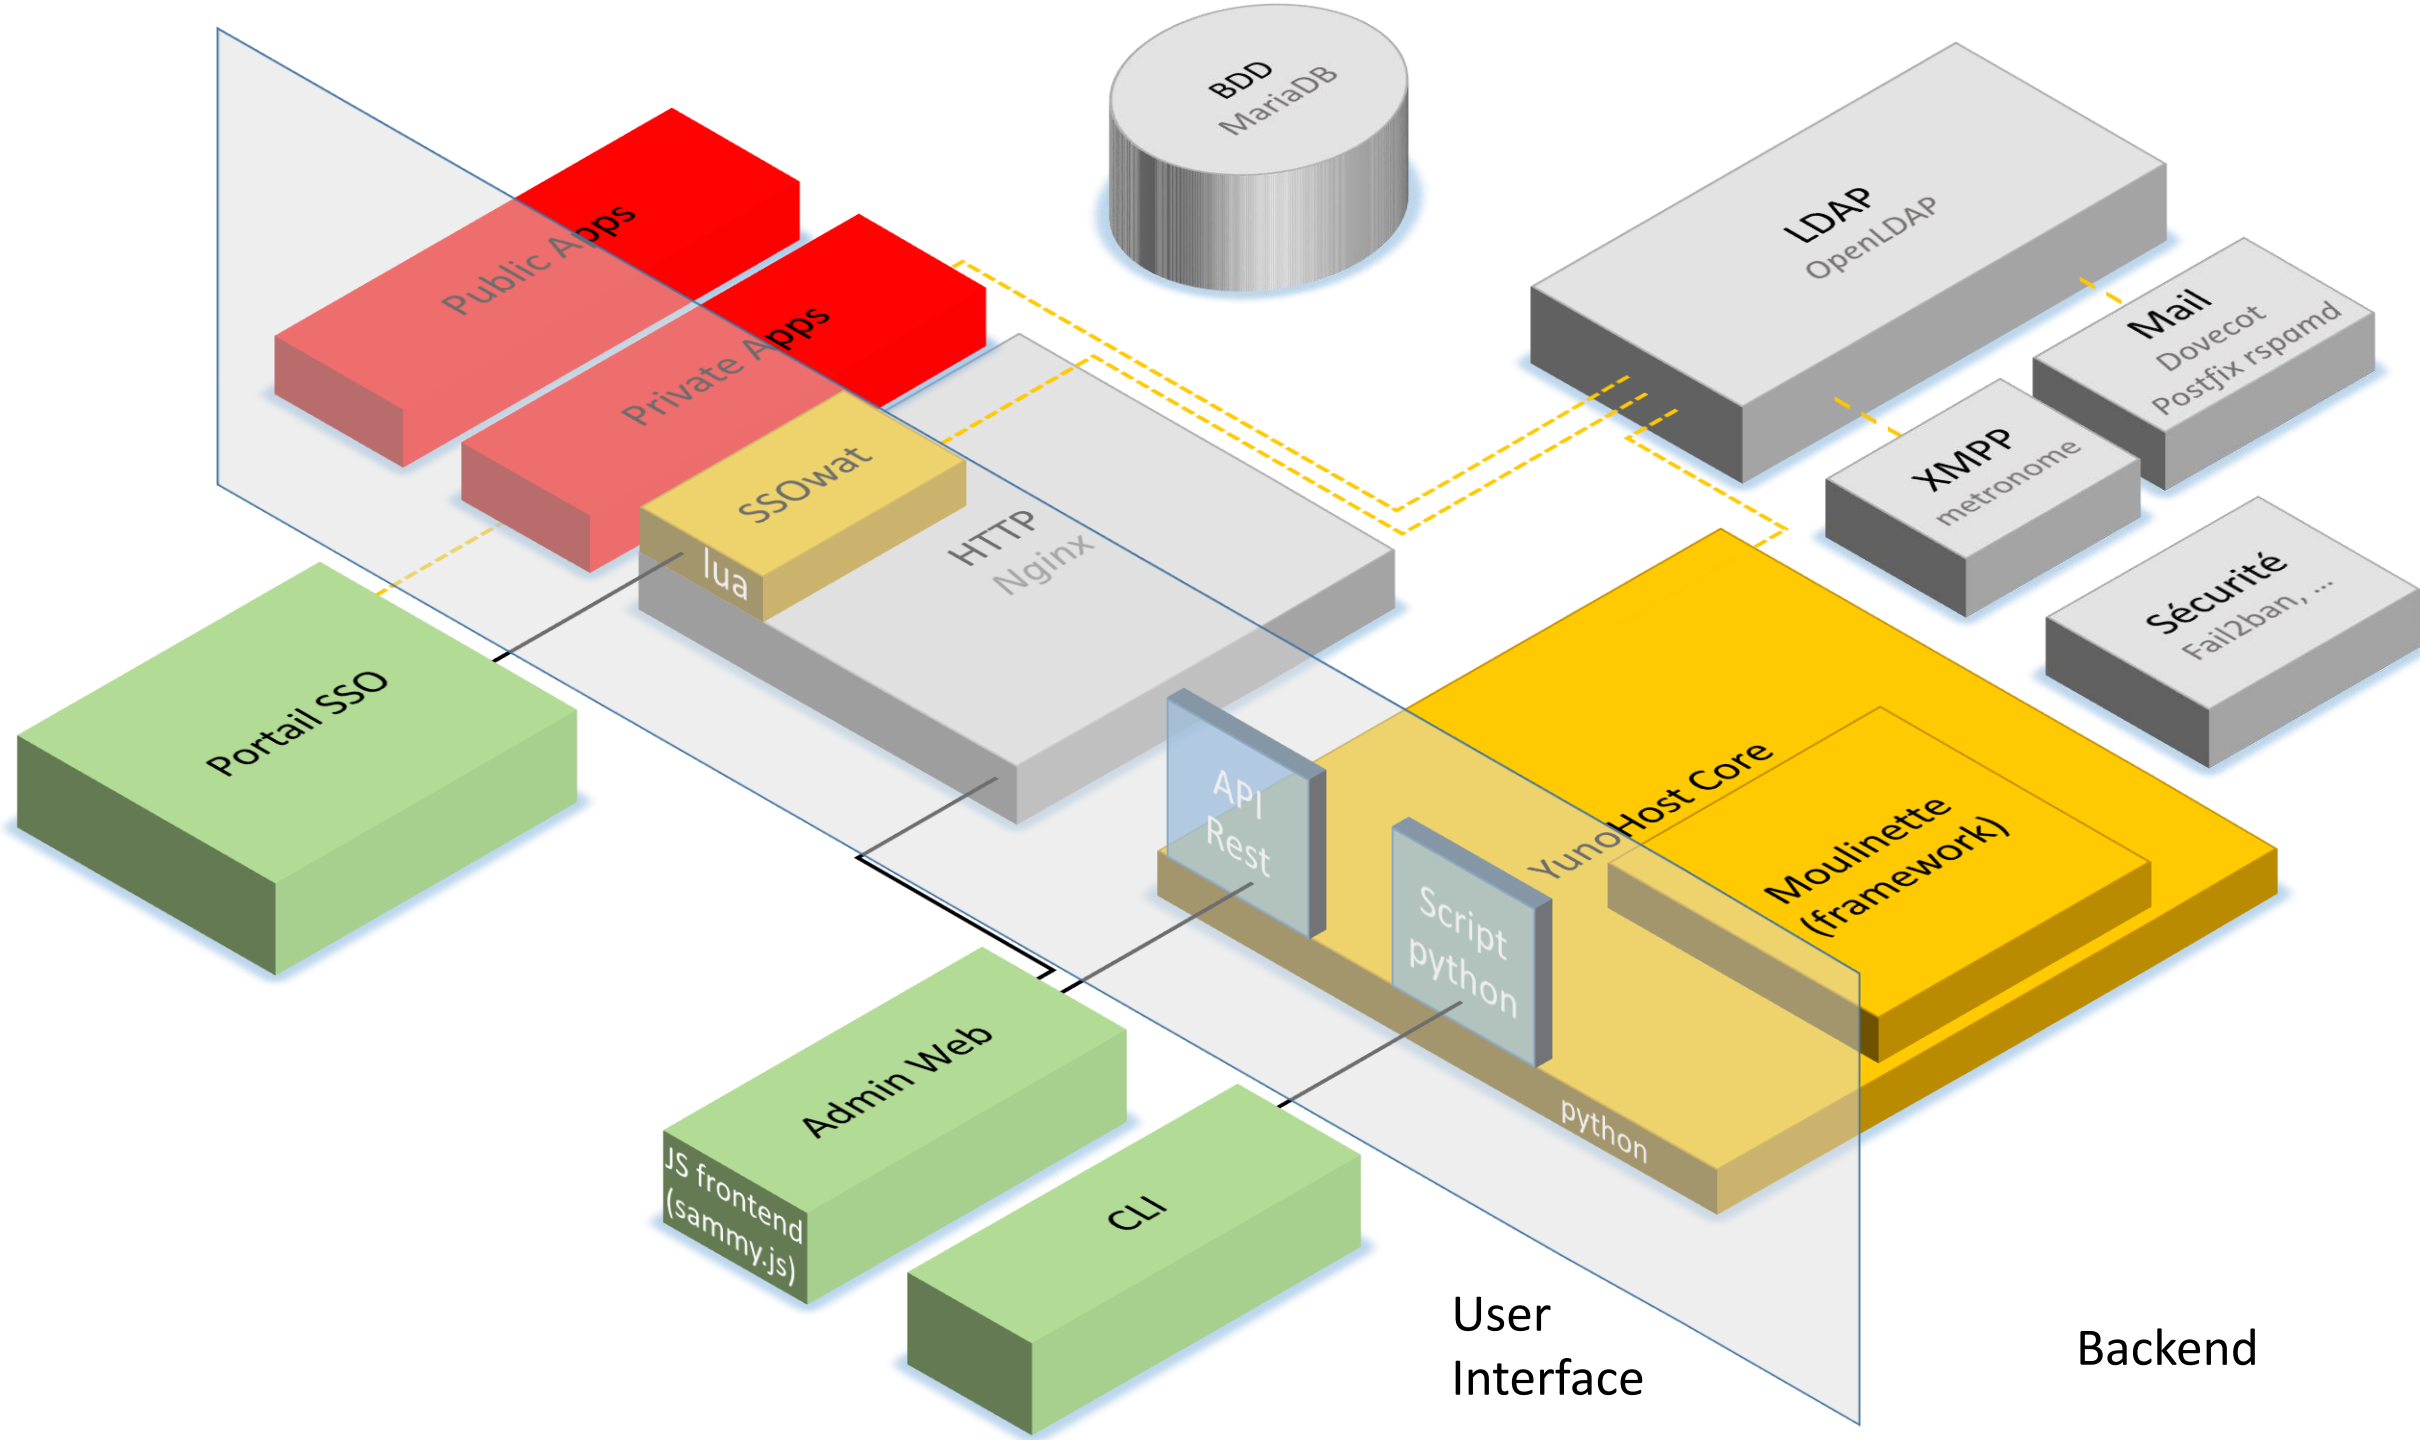 BDD
MariaDB
LDAP
OpenLDAP
Mail
Dovecot
Postfix rspamd
XMPP
metronome
Sécurité
Fail2ban, ...
Public Apps
Private Apps
SSOwat
lua
HTTP
Nginx
Portail SSO
API
Rest
Script
python
YunoHost Core
Moulinette
(framework)
python
Admin Web
JS frontend
(sammy.js)
CLI
User
Interface
Backend